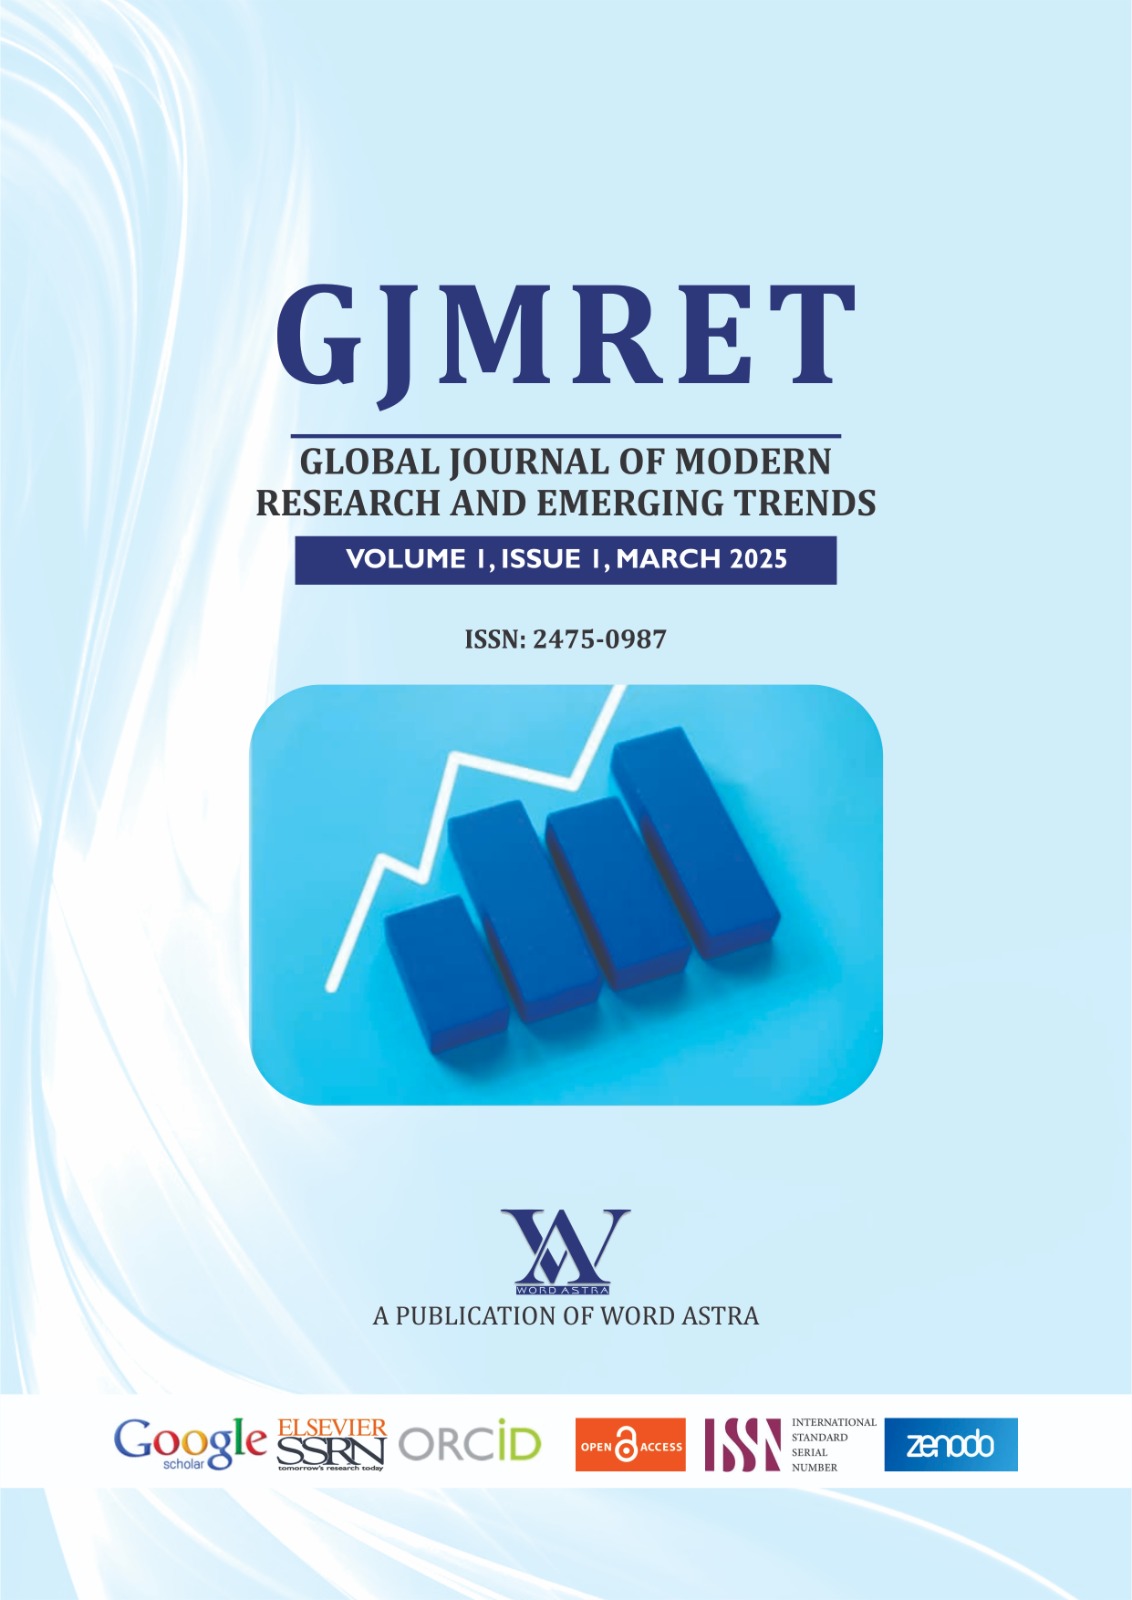 GJMRET
GLOBAL JOURNAL OF MODERN
RESEARCH AND EMERGING TRENDS
VOLUME 1, ISSUE 1, MARCH 2025
ISSN: 2475-0987
WORD ASTRA
A PUBLICATION OF WORD ASTRA
Google
scholar
ELSEVIER
SSRN
tomorrow's research today
ORCiD
OPEN ACCESS
ISSN
INTERNATIONAL
STANDARD
SERIAL
NUMBER
zenodo